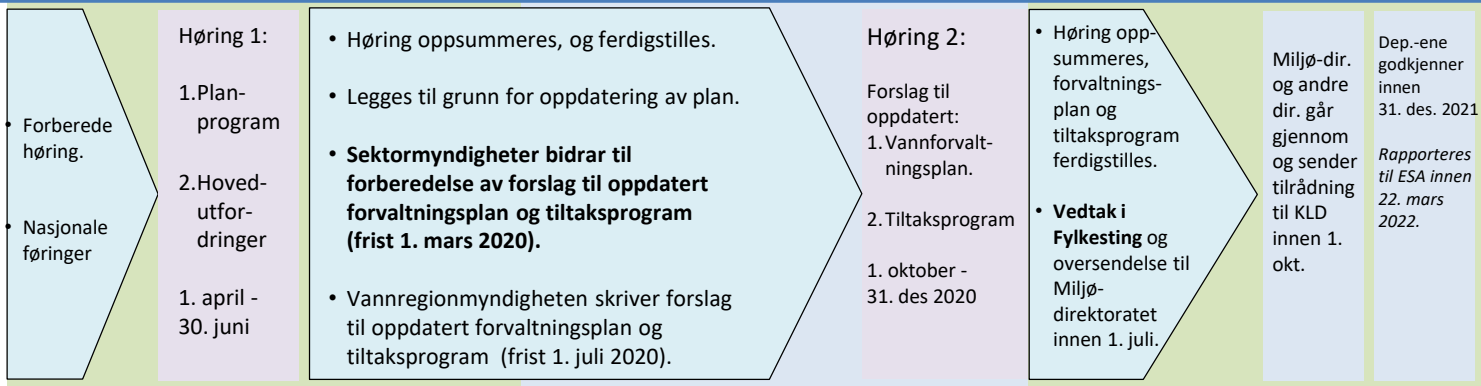 • Forberede
høring.
• Nasjonale
føringer
Høring 1:
1.Plan-
program
2.Hoved-
utfor-
dringer
1. april -
30. juni
• Høring oppsummeres, og ferdigstilles.
• Legges til grunn for oppdatering av plan.
• Sektormyndigheter bidrar til
forberedelse av forslag til oppdatert
forvaltningsplan og tiltaksprogram
(frist 1. mars 2020).
• Vannregionmyndigheten skriver forslag
til oppdatert forvaltningsplan og
tiltaksprogram (frist 1. juli 2020).
Høring 2:
Forslag til
oppdatert:
1. Vannforvalt-
ningsplan.
2. Tiltaksprogram
1. oktober -
31. des 2020
• Høring opp-
summeres,
forvaltnings-
plan og
tiltaksprogram
ferdigstilles.
• Vedtak i
Fylkesting og
oversendelse til
Miljø-
direktoratet
innen 1. juli.
Miljø-dir.
og andre
dir. går
gjennom
og sender
tilrådning
til KLD
innen 1.
okt.
Dep.-ene
godkjenner
innen
31. des. 2021
Rapporteres
til ESA innen
22. mars
2022.